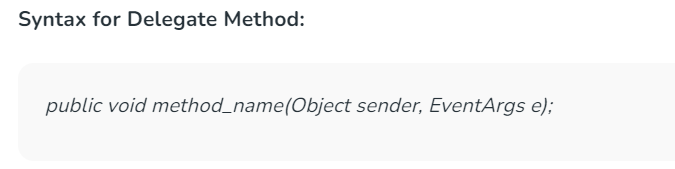 Syntax for Delegate Method:
public void method_name(Object sender, EventArgs e);